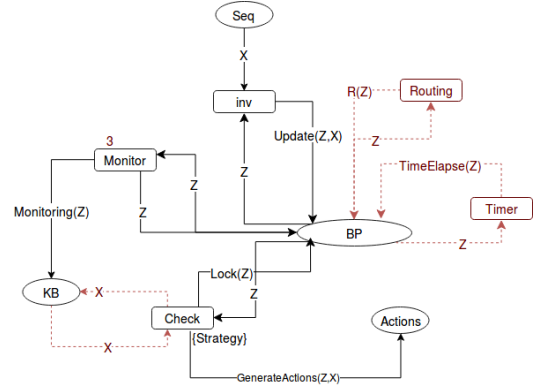 Seq
X
inv
R(Z)
Routing
Update(Z,X)
3
Monitor
Z
Z
TimeElapse(Z)
Z
Z
Z
Monitoring(Z)
Timer
BP
Z
Lock(Z)
KB
X
Z
Check
Actions
{Strategy}
X
GenerateActions(Z,X)